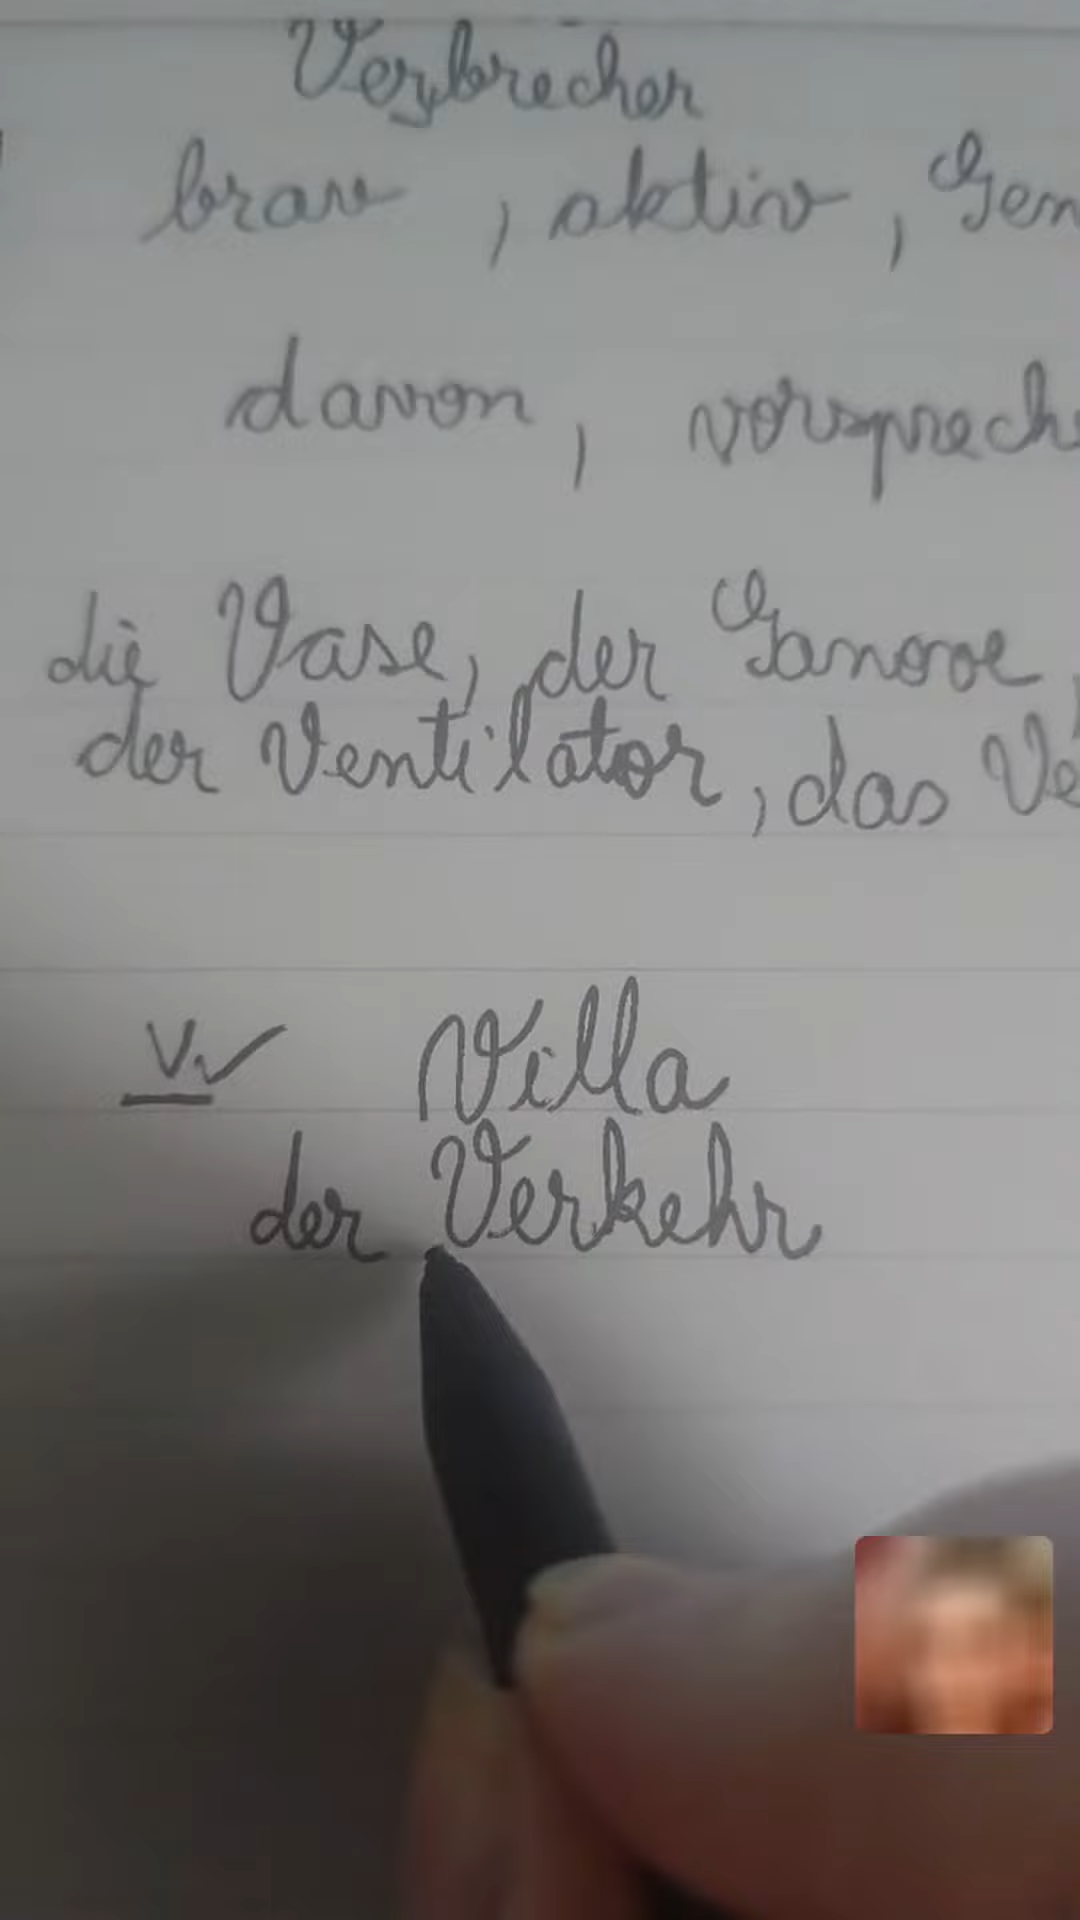 Verbrecher
brav, aktiv,
davon,
die Vase, der Ganove
der Ventilator, das
V. ✓ Villa
der Verkehr